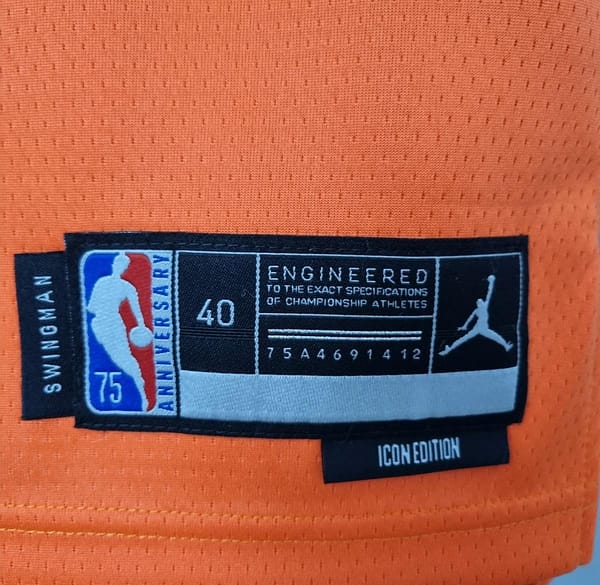 SWINGMAN
75
ANNIVERSARY
40
ENGINEERED
TO THE EXACT SPECIFICATIONS
OF CHAMPIONSHIP ATHLETES
75A4691412
ICON EDITION